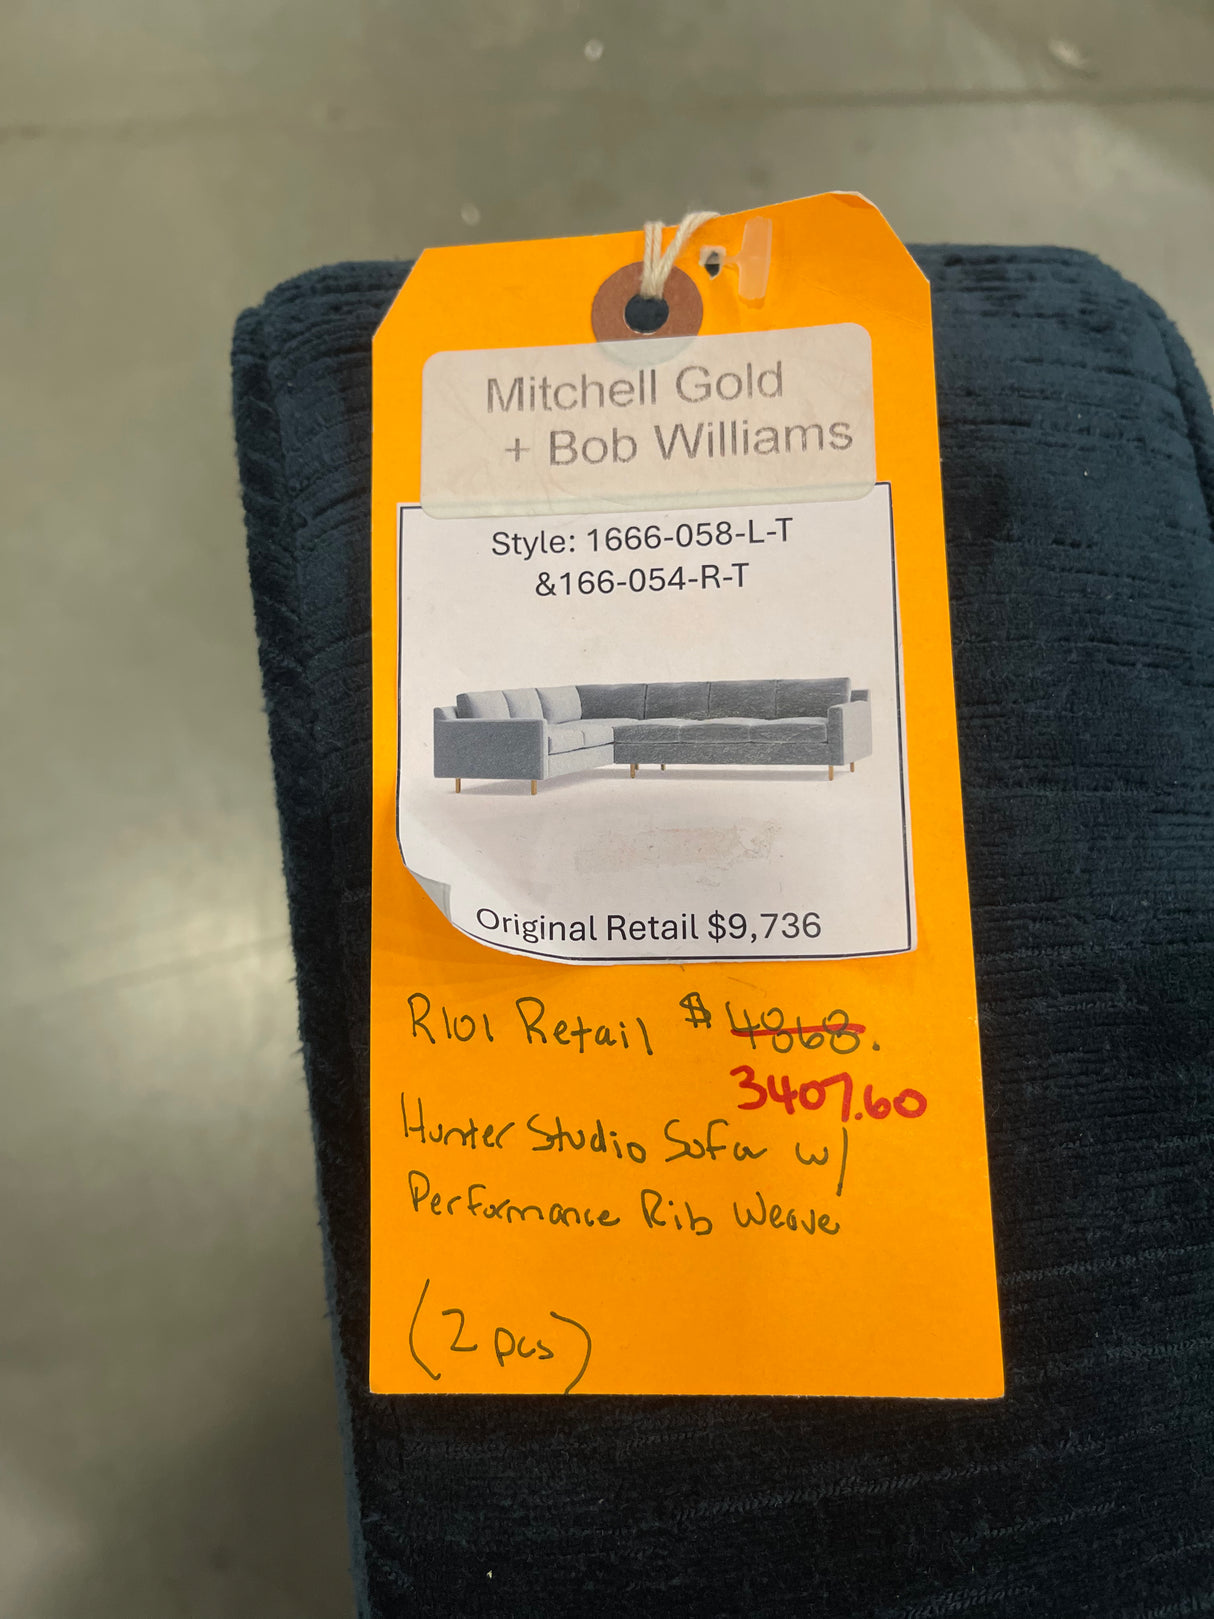 Mitchell Gold
+ Bob Williams
Style: 1666-058-L-T
&166-054-R-T
Original Retail $9,736
R101 Retail $4868.
3407.60
Hunter Studio Sofa w/
Performance Rib Weave
(2 pcs)